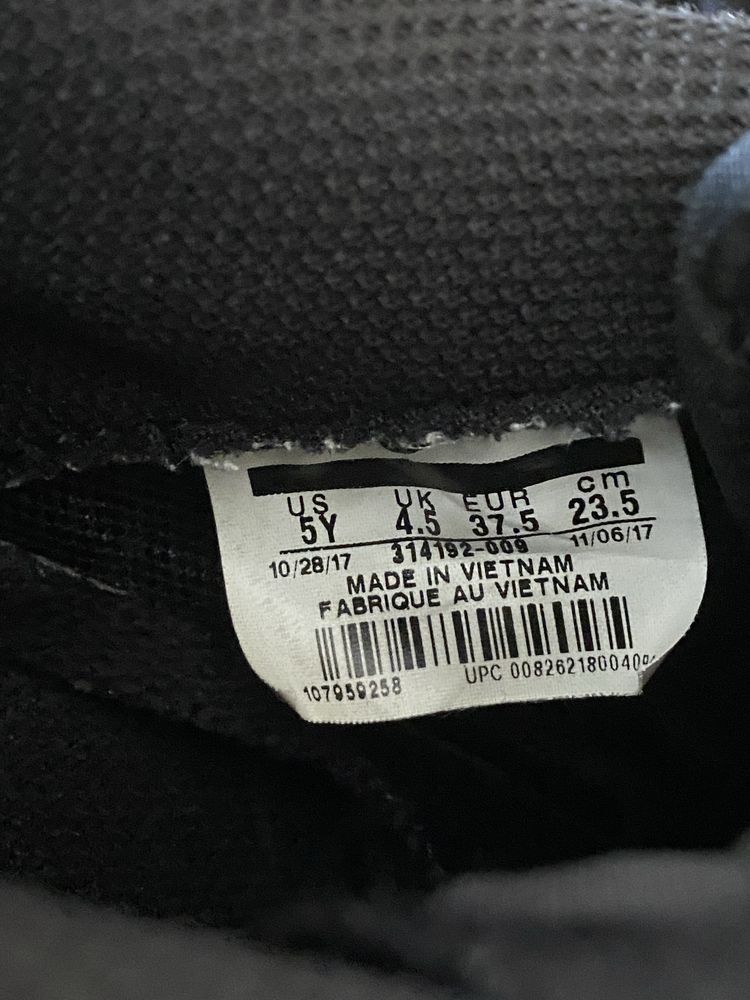 US UK EUR cm
5Y 4.5 37.5 23.5
10/28/17 314192-009 11/06/17
MADE IN VIETNAM
FABRIQUE AU VIETNAM
107959258 UPC 00826218004